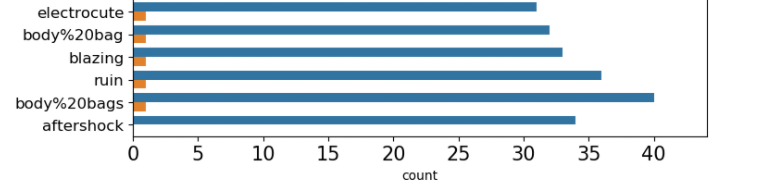 electrocute
body%20bag
blazing
ruin
body%20bags
aftershock
0 5 10 15 20 25 30 35 40
count